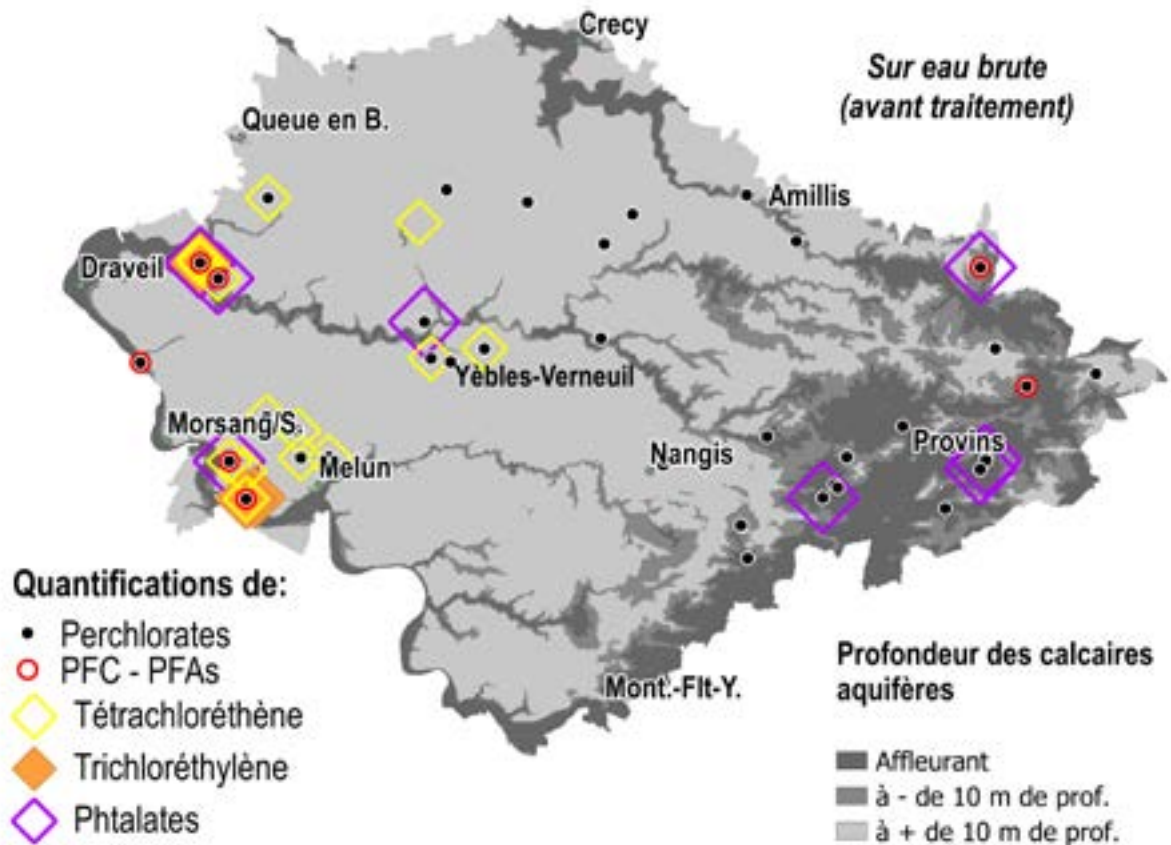 Crecy
Sur eau brute
(avant traitement)
Queue en B.
Amillis
Draveil
Yèbles-Verneuil
Morsang/S.
Melun
Nangis
Provins
Mont.-Flt-Y.
Quantifications de:
Perchlorates
PFC - PFAs
Tétrachloréthène
Trichloréthylène
Phtalates
Profondeur des calcaires
aquifères
Affleurant
à - de 10 m de prof.
à + de 10 m de prof.